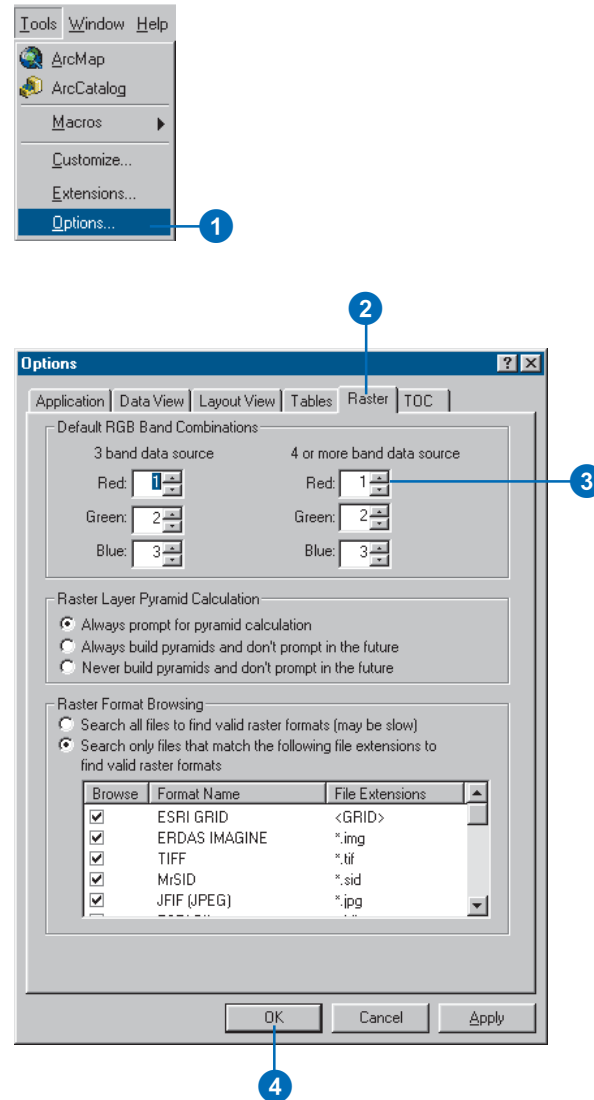 Tools Window Help
ArcMap
ArcCatalog
Macros
Customize...
Extensions...
Options...
1
2
Options
Application Data View Layout View Tables Raster TOC
Default RGB Band Combinations
3 band data source 4 or more band data source
Red: 1 Red: 1
3
Green: 2 Green: 2
Blue: 3 Blue: 3
Raster Layer Pyramid Calculation
Always prompt for pyramid calculation
Always build pyramids and don't prompt in the future
Never build pyramids and don't prompt in the future
Raster Format Browsing
Search all files to find valid raster formats (may be slow)
Search only files that match the following file extensions to
find valid raster formats
Browse Format Name File Extensions
ESRI GRID <GRID>
ERDAS IMAGINE *.img
TIFF *.tif
MrSID *.sid
JFIF (JPEG) *.jpg
OK Cancel Apply
4